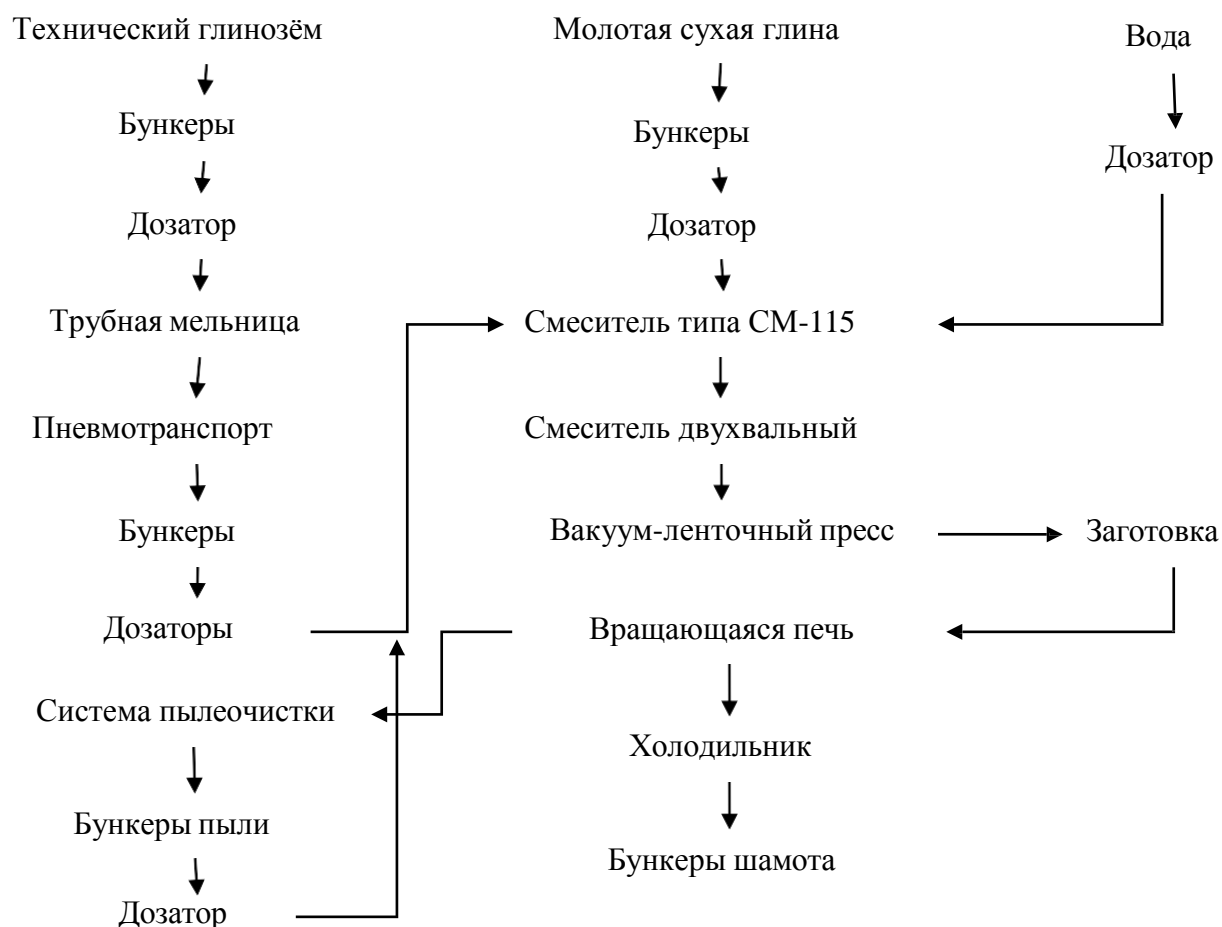 Технический глинозём
Молотая сухая глина
Вода
Бункеры
Бункеры
Дозатор
Дозатор
Дозатор
Трубная мельница
Смеситель типа СМ-115
Пневмотранспорт
Смеситель двухвальный
Бункеры
Вакуум-ленточный пресс
Заготовка
Дозаторы
Вращающаяся печь
Система пылеочистки
Холодильник
Бункеры пыли
Бункеры шамота
Дозатор